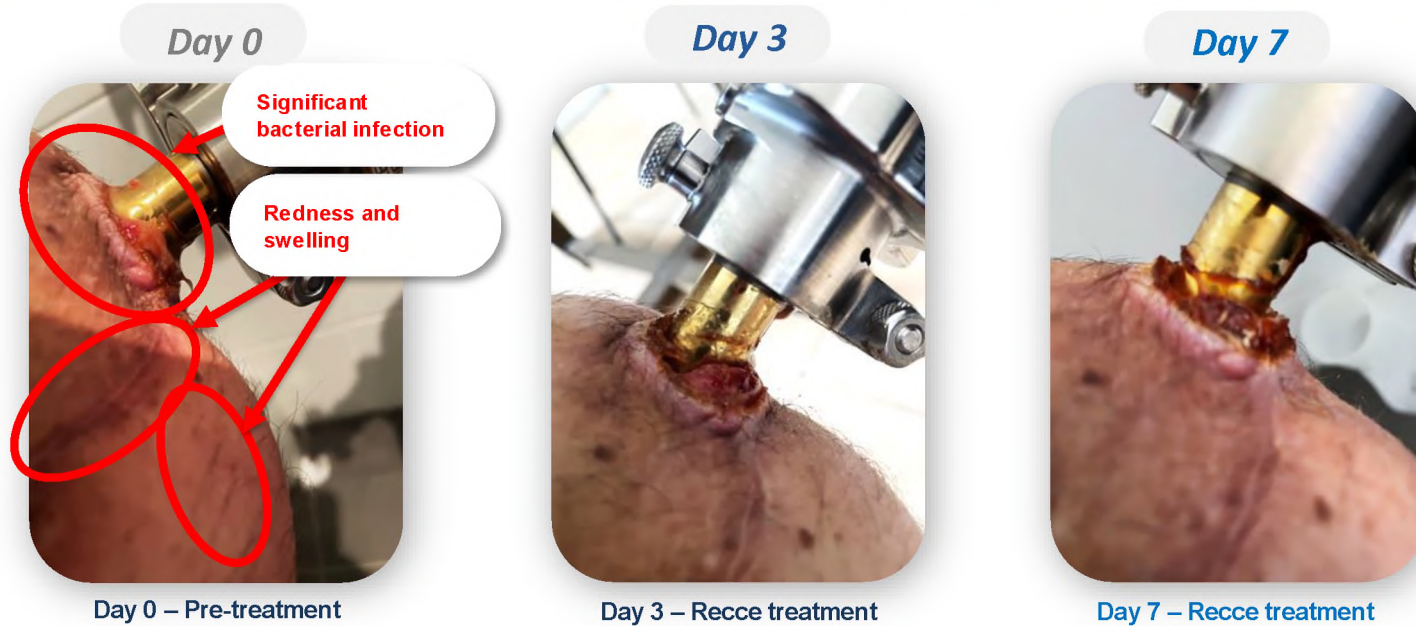 Day 0
Day 3
Day 7
Significant
bacterial infection
Redness and
swelling
Day 0 – Pre-treatment
Day 3 – Recce treatment
Day 7 – Recce treatment